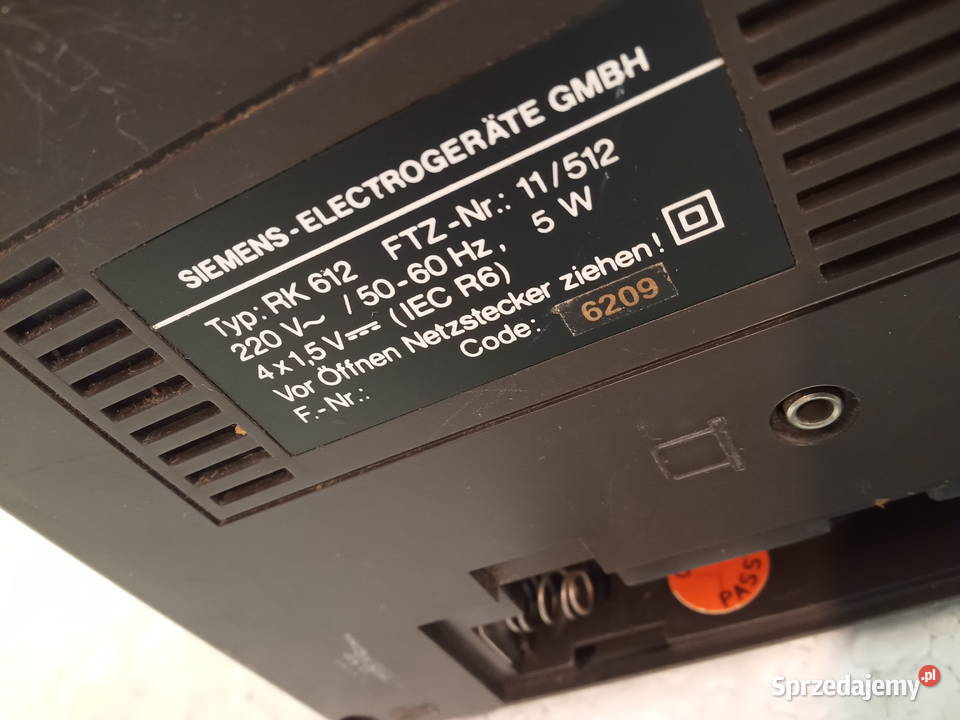 SIEMENS-ELECTROGERÄTE GMBH
Typ: RK 612 FTZ-Nr.: 11/512
220 V~ / 50-60 Hz, 5 W
4 x 1,5 V⎓ (IEC R6)
Vor Öffnen Netzstecker ziehen!
Code: 6209
F.-Nr.:
PASS
Sprzedajemy.pl